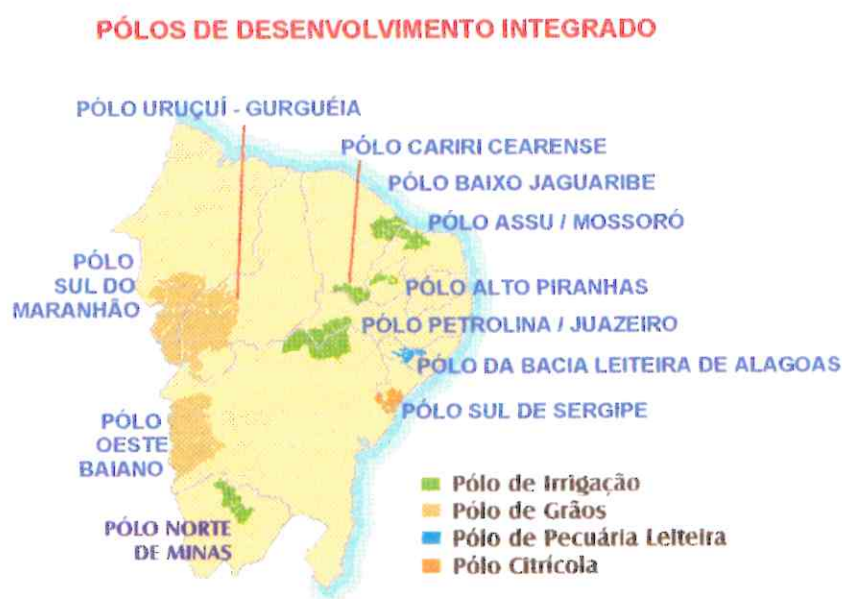 PÓLOS DE DESENVOLVIMENTO INTEGRADO
PÓLO URUÇUÍ - GURGUÉIA
PÓLO CARIRI CEARENSE
PÓLO BAIXO JAGUARIBE
PÓLO ASSU / MOSSORÓ
PÓLO
SUL DO
MARANHÃO
PÓLO ALTO PIRANHAS
PÓLO PETROLINA / JUAZEIRO
PÓLO DA BACIA LEITEIRA DE ALAGOAS
PÓLO SUL DE SERGIPE
PÓLO
OESTE
BAIANO
PÓLO NORTE
DE MINAS
Pólo de Irrigação
Pólo de Grãos
Pólo de Pecuária Leiteira
Pólo Citrícola